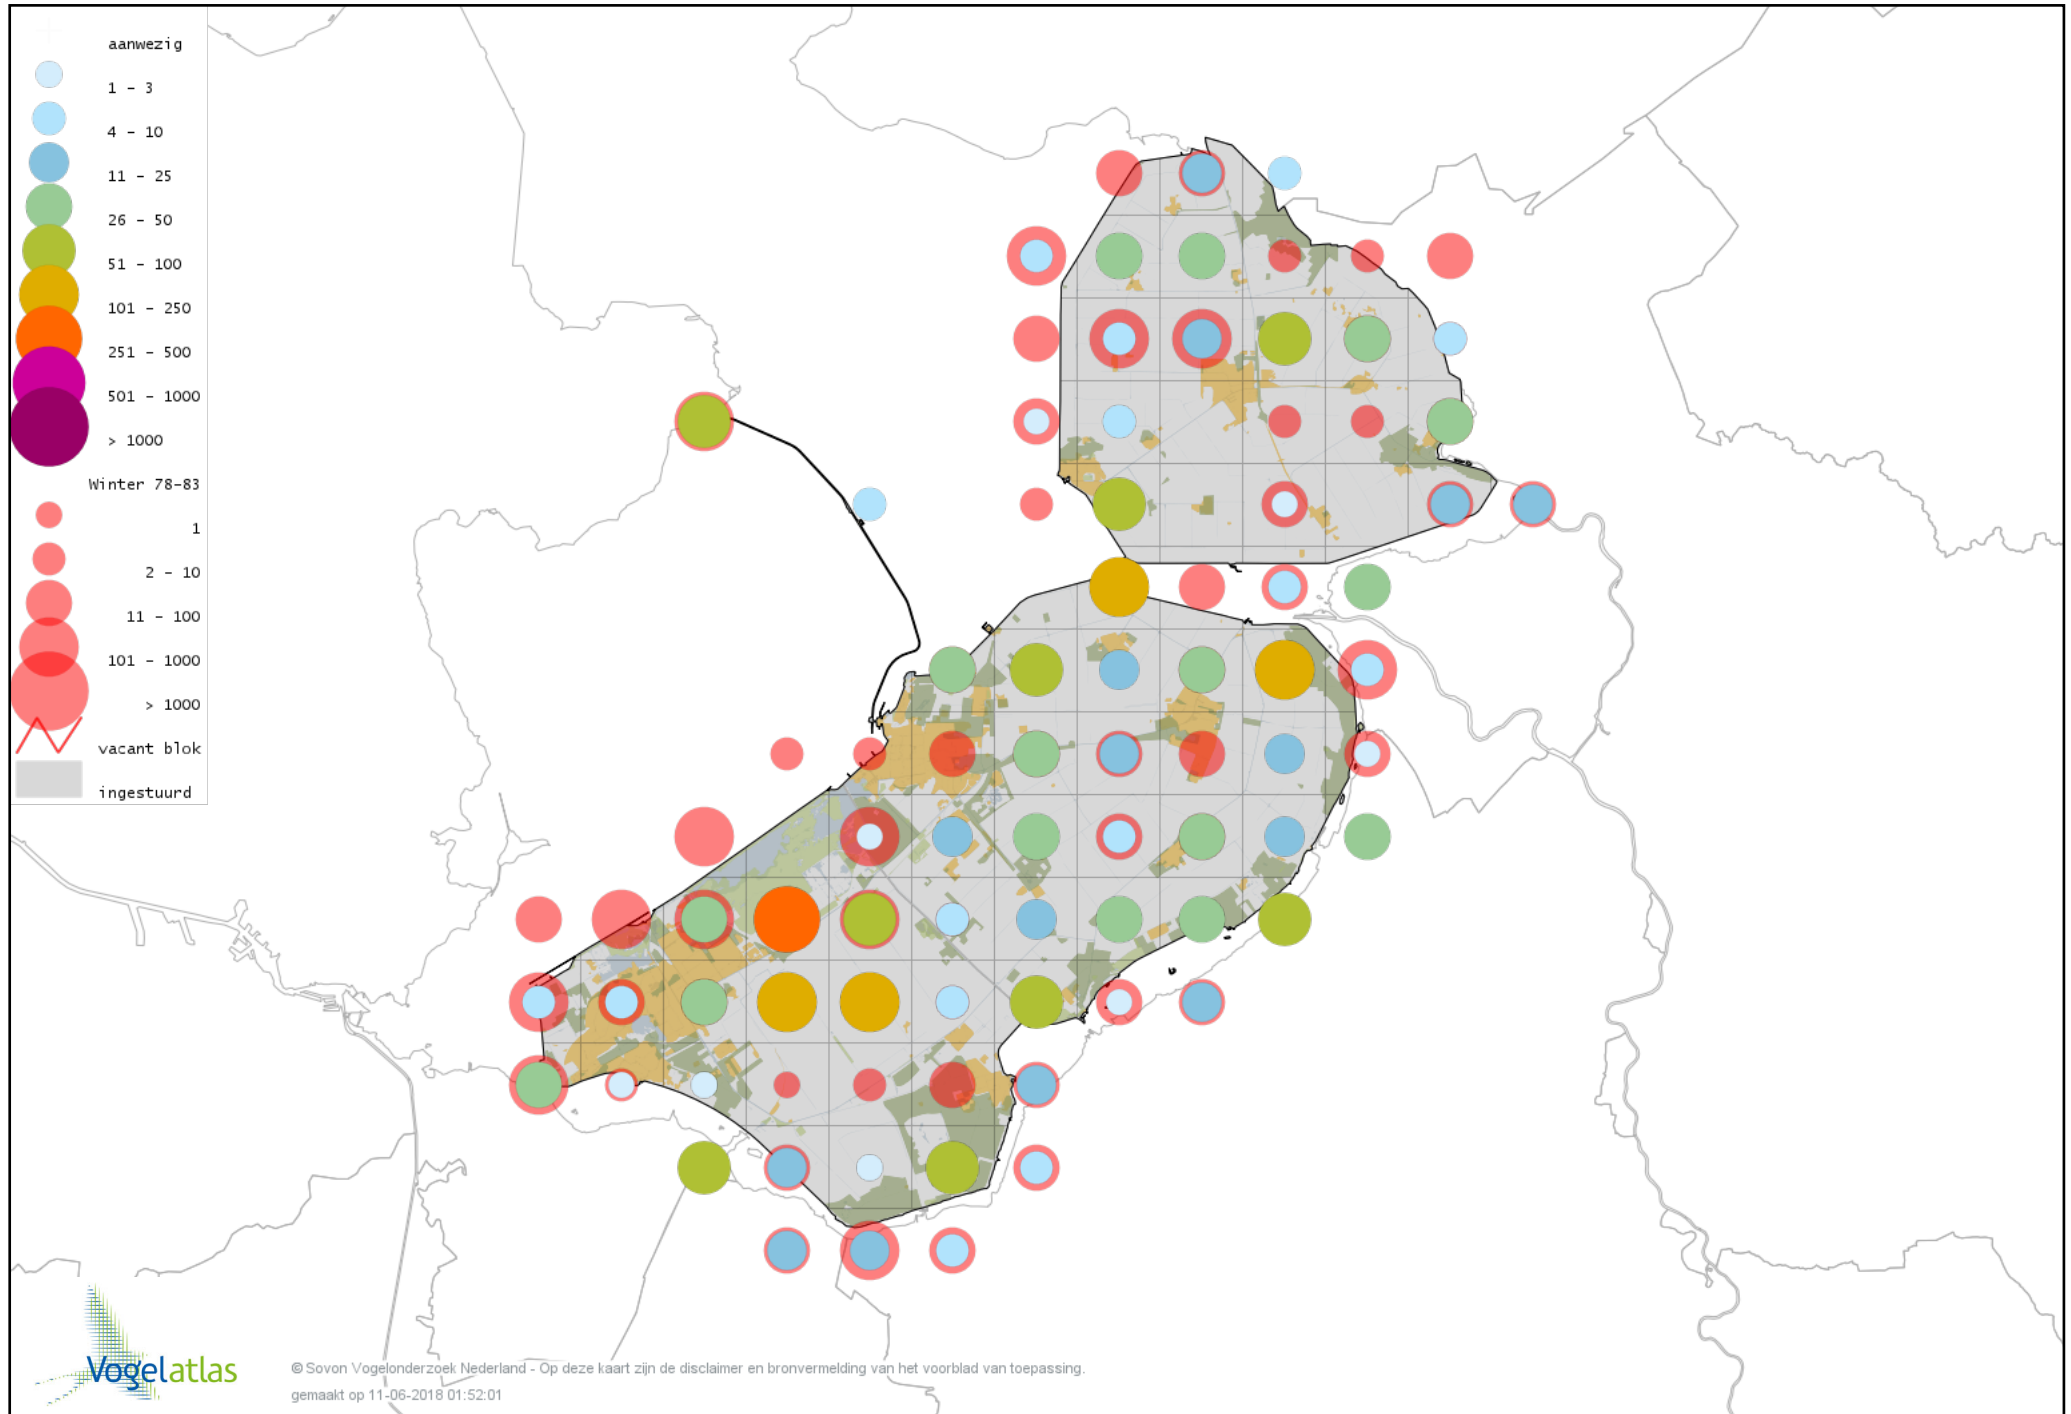 aanwezig
1 – 3
4 – 10
11 – 25
26 – 50
51 – 100
101 – 250
251 – 500
501 – 1000
> 1000
Winter 78-83
1
2 – 10
11 – 100
101 – 1000
> 1000
vacant blok
ingestuurd
Vogelatlas
© Sovon Vogelonderzoek Nederland - Op deze kaart zijn de disclaimer en bronvermelding van het voorblad van toepassing.
gemaakt op 11-06-2018 01:52:01